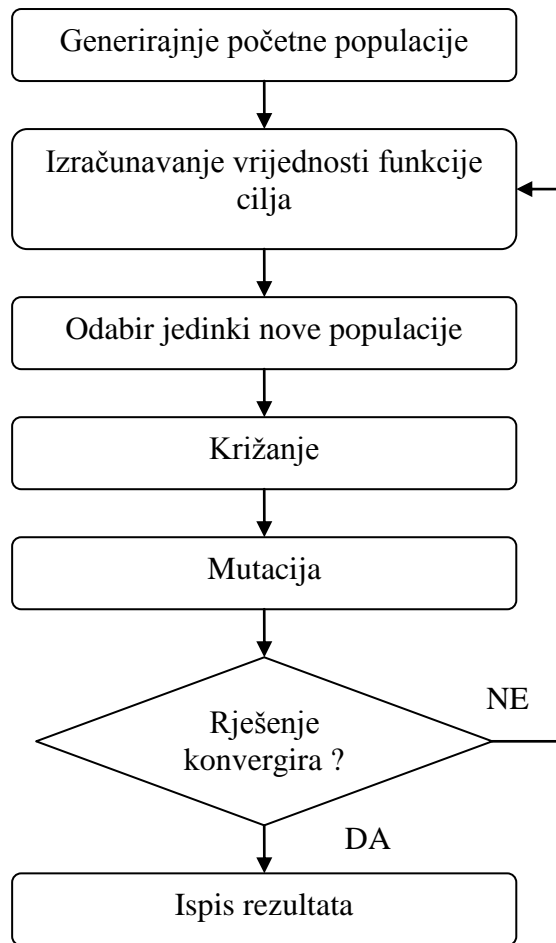 Generirajnje početne populacije
Izračunavanje vrijednosti funkcije
cilja
Odabir jedinki nove populacije
Križanje
Mutacija
NE
Rješenje
konvergira ?
DA
Ispis rezultata